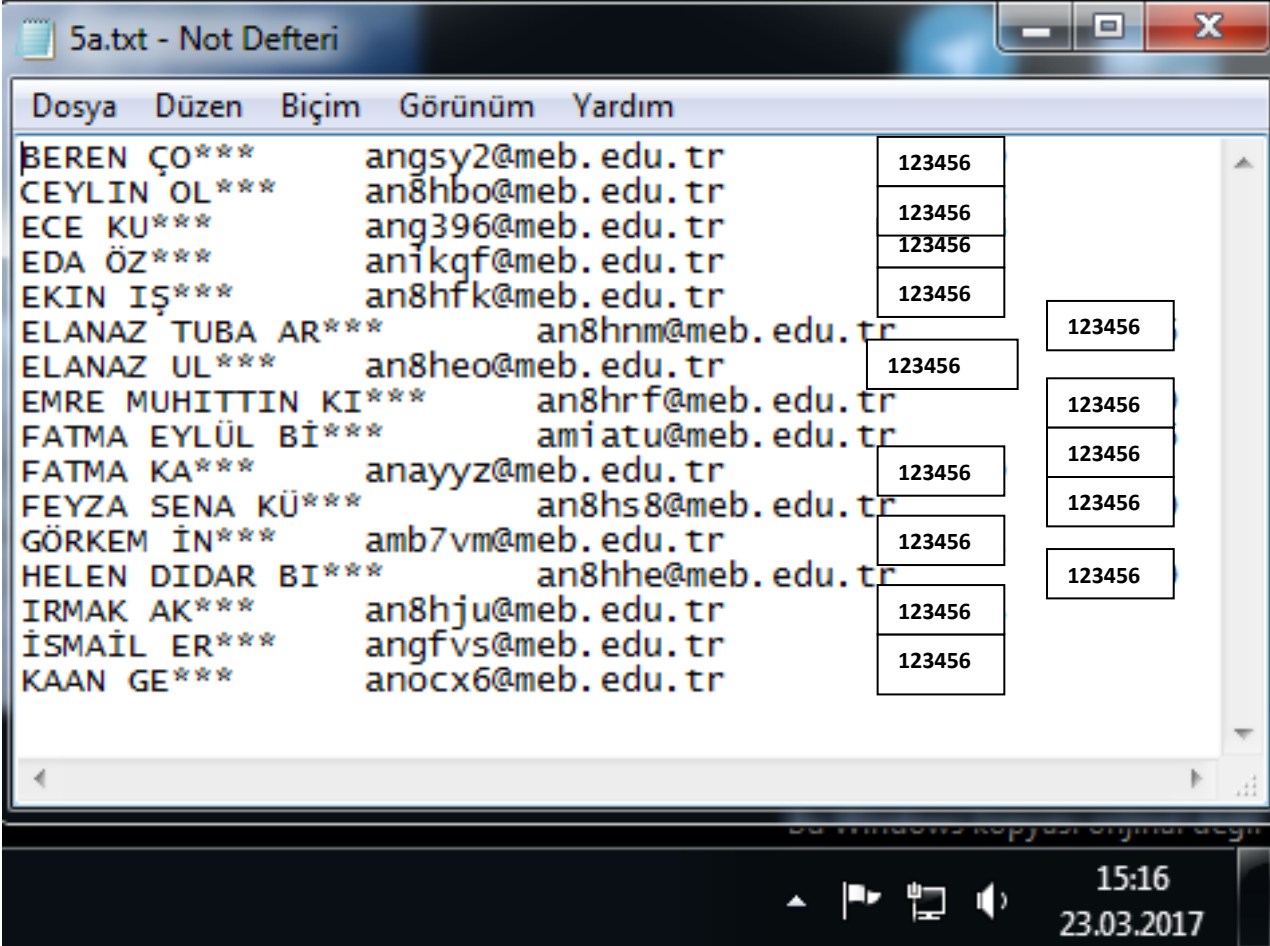 5a.txt - Not Defteri
Dosya Düzen Biçim Görünüm Yardım
BEREN ÇO*** angsy2@meb.edu.tr 123456
CEYLIN OL*** an8hbo@meb.edu.tr 123456
ECE KU*** ang396@meb.edu.tr 123456
EDA ÖZ*** anikqf@meb.edu.tr
EKIN IŞ*** an8hfk@meb.edu.tr 123456
ELANAZ TUBA AR*** an8hnm@meb.edu.tr 123456
ELANAZ UL*** an8heo@meb.edu.tr 123456
EMRE MUHITTIN KI*** an8hrf@meb.edu.tr 123456
FATMA EYLÜL Bİ*** amiatu@meb.edu.tr 123456
FATMA KA*** anayyz@meb.edu.tr 123456
FEYZA SENA KÜ*** an8hs8@meb.edu.tr 123456
GÖRKEM İN*** amb7vm@meb.edu.tr 123456
HELEN DIDAR BI*** an8hhe@meb.edu.tr 123456
IRMAK AK*** an8hju@meb.edu.tr 123456
İSMAİL ER*** angfvs@meb.edu.tr 123456
KAAN GE*** anocx6@meb.edu.tr
Bu Windows kopyası orijinal değil
15:16
23.03.2017